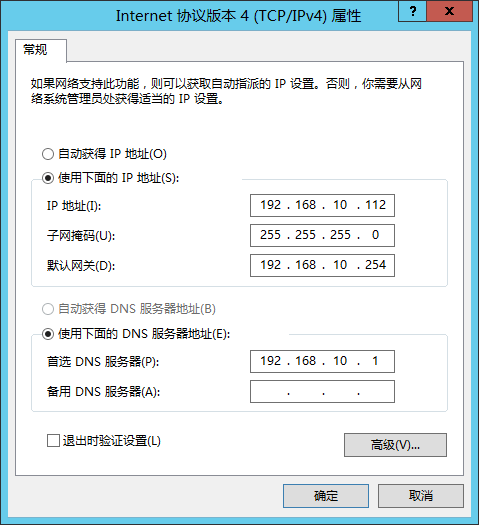 Internet 协议版本 4 (TCP/IPv4) 属性
? X
常规
如果网络支持此功能，则可以获取自动指派的 IP 设置。否则，你需要从网
络系统管理员处获得适当的 IP 设置。
自动获得 IP 地址(O)
使用下面的 IP 地址(S):
IP 地址(I): 192 . 168 . 10 . 112
子网掩码(U): 255 . 255 . 255 . 0
默认网关(D): 192 . 168 . 10 . 254
自动获得 DNS 服务器地址(B)
使用下面的 DNS 服务器地址(E):
首选 DNS 服务器(P): 192 . 168 . 10 . 1
备用 DNS 服务器(A): . . .
退出时验证设置(L)
高级(V)...
确定 取消